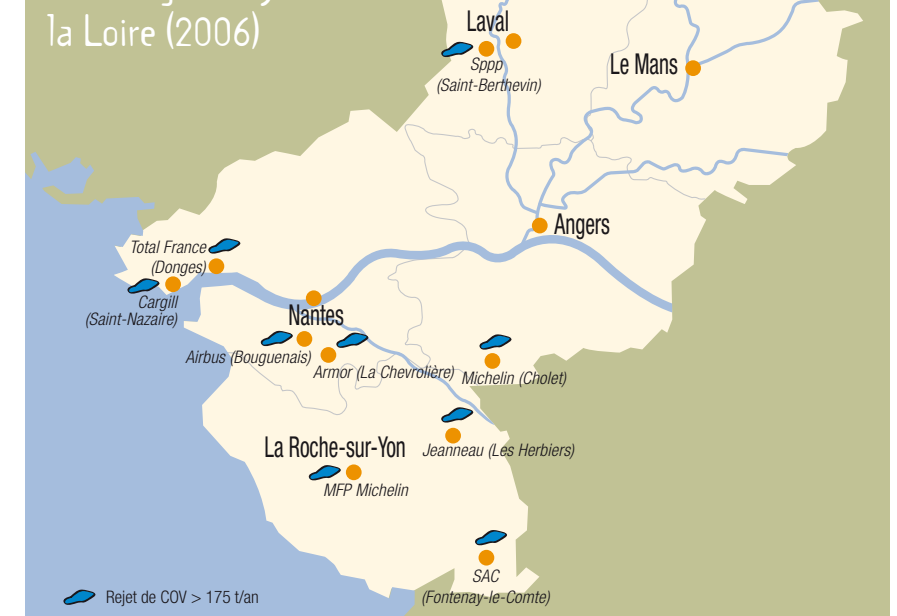 la Loire (2006)
Laval
Sppp
(Saint-Berthevin)
Le Mans
Angers
Total France
(Donges)
Cargill
(Saint-Nazaire)
Nantes
Airbus (Bouguenais)
Armor (La Chevrolière)
Michelin (Cholet)
La Roche-sur-Yon
MFP Michelin
Jeanneau (Les Herbiers)
SAC
(Fontenay-le-Comte)
Rejet de COV > 175 t/an